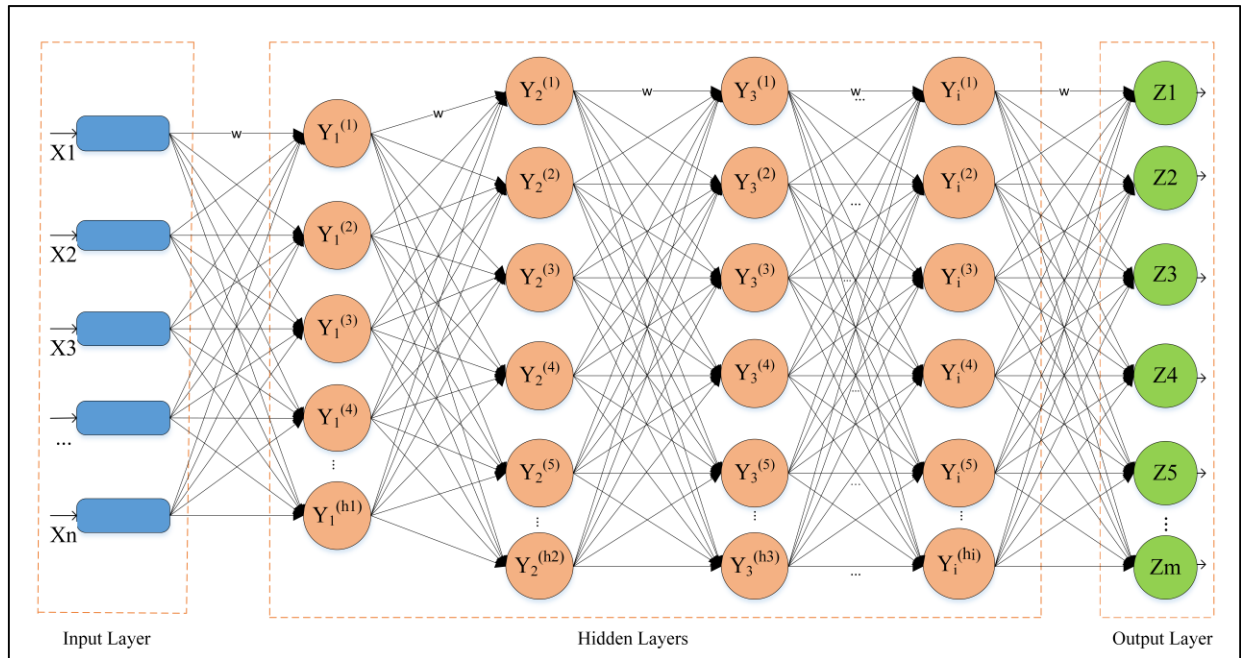 X1
X2
X3
...
Xn
Input Layer
w
w
w
w
...
w
Y₁⁽¹⁾
Y₁⁽²⁾
Y₁⁽³⁾
Y₁⁽⁴⁾
...
Y₁⁽ʰ¹⁾
Y₂⁽¹⁾
Y₂⁽²⁾
Y₂⁽³⁾
Y₂⁽⁴⁾
Y₂⁽⁵⁾
...
Y₂⁽ʰ²⁾
Y₃⁽¹⁾
Y₃⁽²⁾
Y₃⁽³⁾
Y₃⁽⁴⁾
Y₃⁽⁵⁾
...
Y₃⁽ʰ³⁾
...
...
...
...
...
Yᵢ⁽¹⁾
Yᵢ⁽²⁾
Yᵢ⁽³⁾
Yᵢ⁽⁴⁾
Yᵢ⁽⁵⁾
...
Yᵢ⁽ʰⁱ⁾
Hidden Layers
Z1
Z2
Z3
Z4
Z5
...
Zm
Output Layer